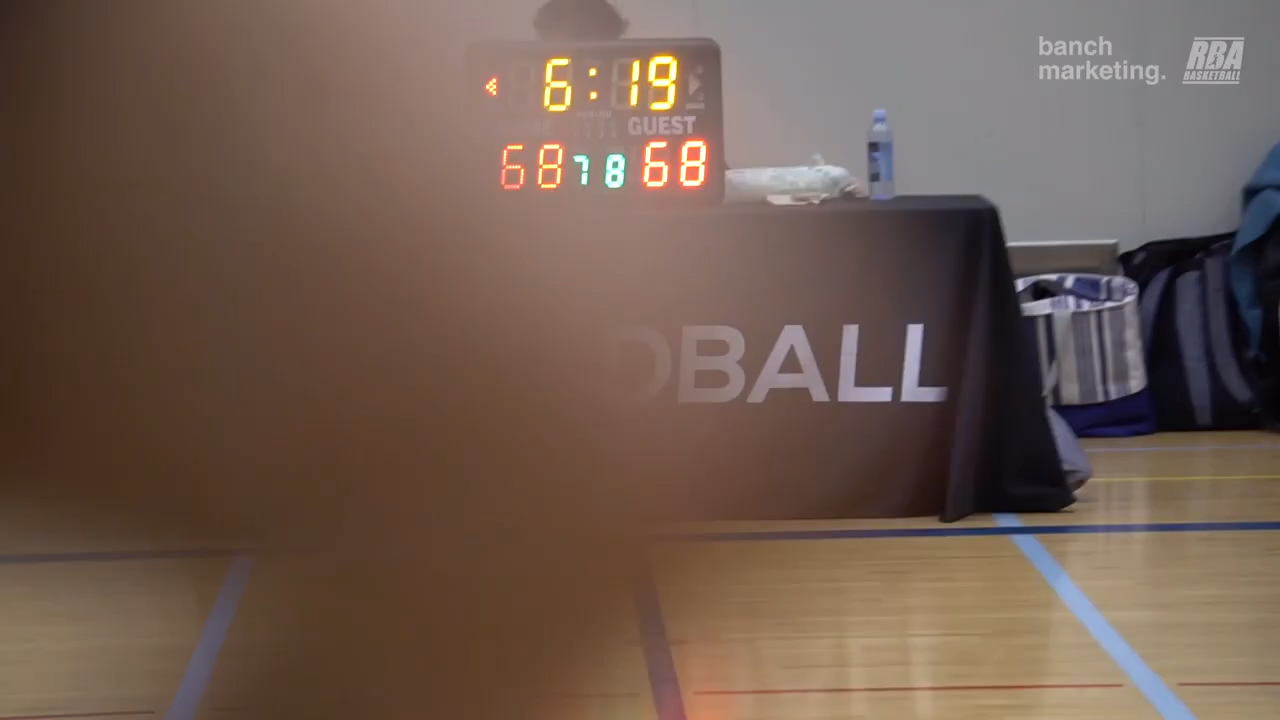 banch
marketing.
RBA
BASKETBALL
6:19
GUEST
68 7 8 68
DBALL